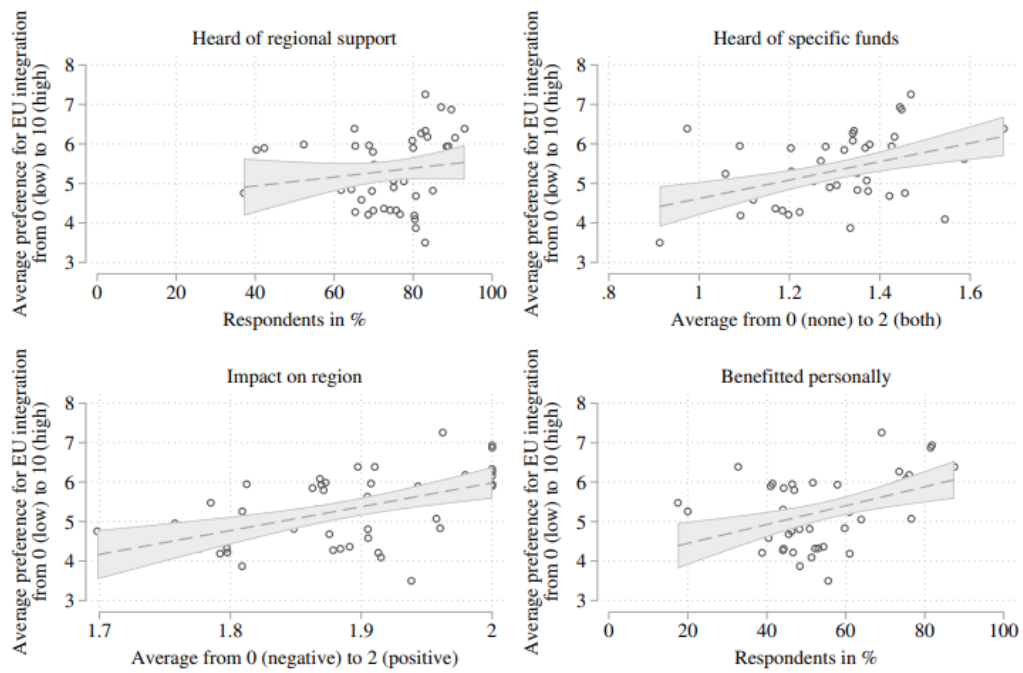 Heard of regional support
Average preference for EU integration
from 0 (low) to 10 (high)
8
7
6
5
4
3
0 20 40 60 80 100
Respondents in %
Heard of specific funds
Average preference for EU integration
from 0 (low) to 10 (high)
8
7
6
5
4
3
.8 1 1.2 1.4 1.6
Average from 0 (none) to 2 (both)
Impact on region
Average preference for EU integration
from 0 (low) to 10 (high)
8
7
6
5
4
3
1.7 1.8 1.9 2
Average from 0 (negative) to 2 (positive)
Benefitted personally
Average preference for EU integration
from 0 (low) to 10 (high)
8
7
6
5
4
3
0 20 40 60 80 100
Respondents in %